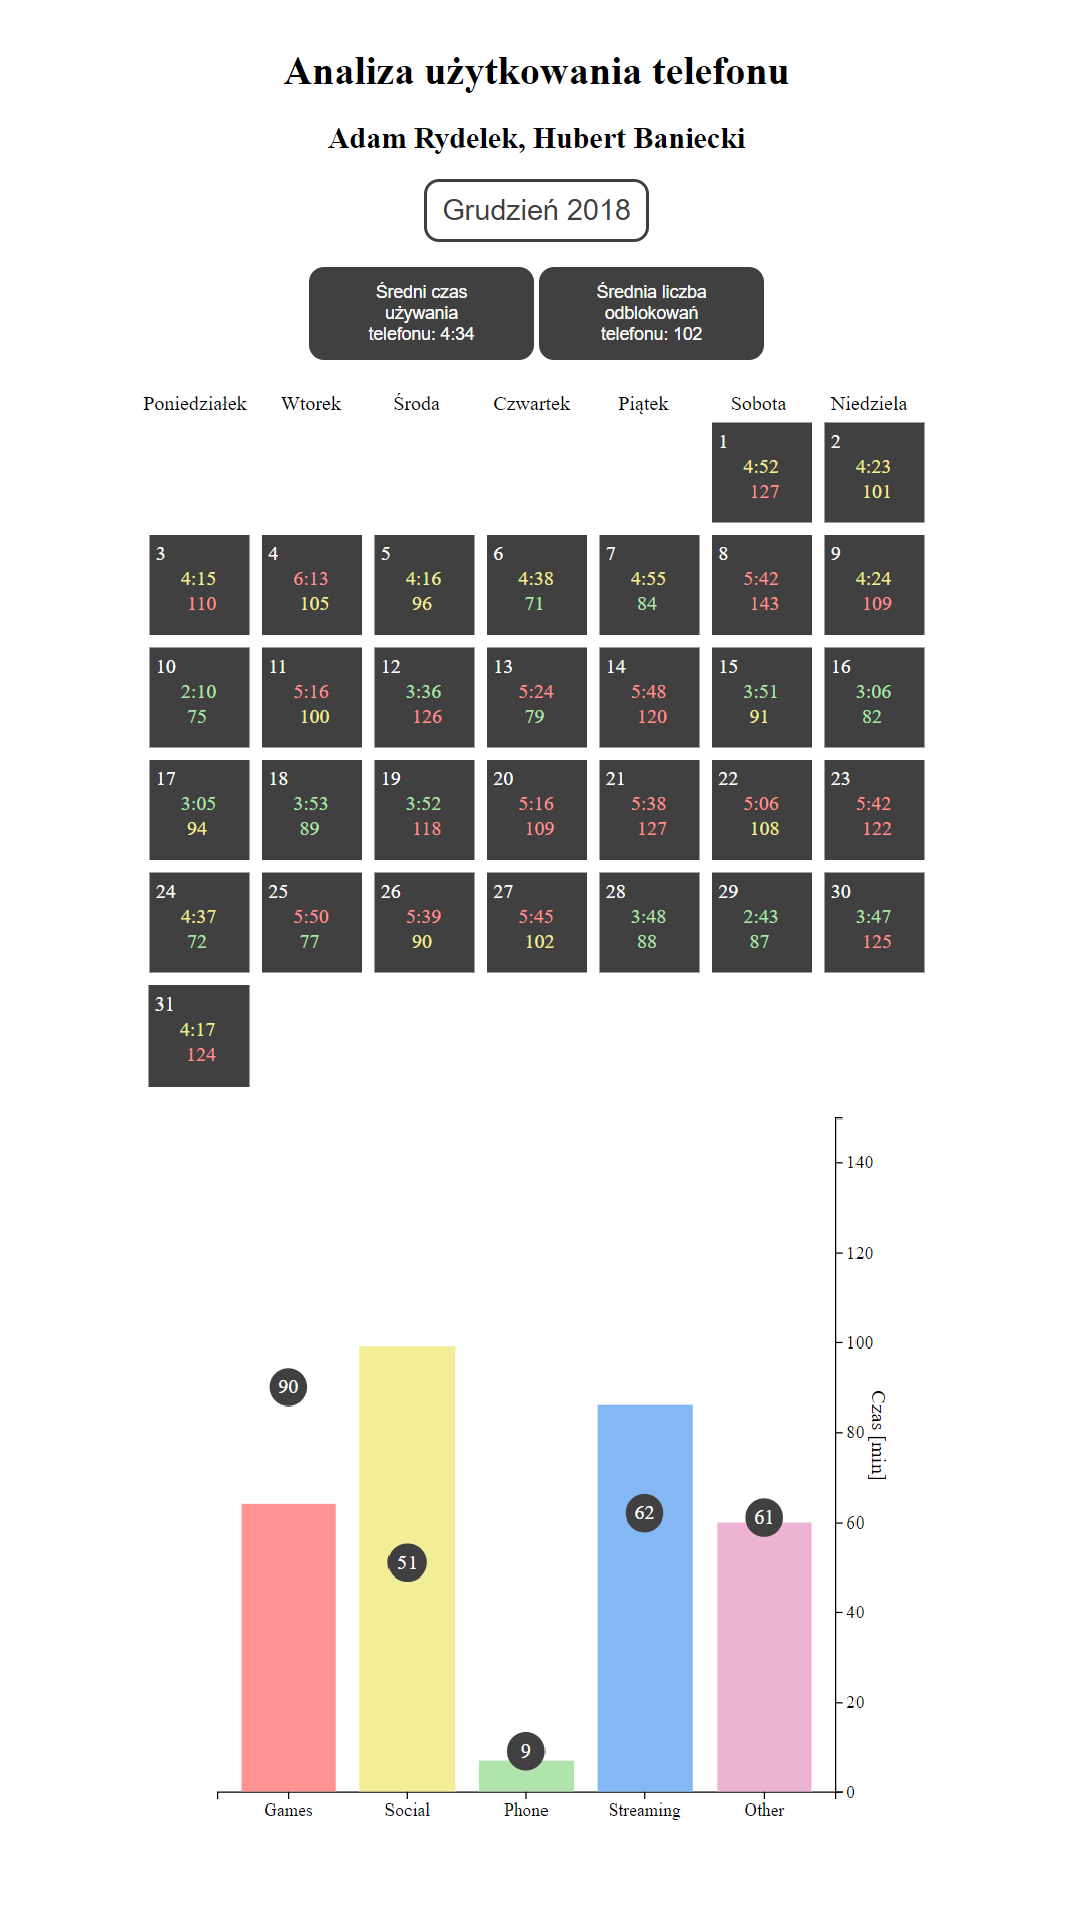 Analiza użytkowania telefonu
Adam Rydelek, Hubert Baniecki
Grudzień 2018
Średni czas
używania
telefonu: 4:34
Średnia liczba
odblokowań
telefonu: 102
Poniedziałek Wtorek Środa Czwartek Piątek Sobota Niedziela
1 2
4:52 4:23
127 101
3 4 5 6 7 8 9
4:15 6:13 4:16 4:38 4:55 5:42 4:24
110 105 96 71 84 143 109
10 11 12 13 14 15 16
2:10 5:16 3:36 5:24 5:48 3:51 3:06
75 100 126 79 120 91 82
17 18 19 20 21 22 23
3:05 3:53 3:52 5:16 5:38 5:06 5:42
94 89 118 109 127 108 122
24 25 26 27 28 29 30
4:37 5:50 5:39 5:45 3:48 2:43 3:47
72 77 90 102 88 87 125
31
4:17
124
140
120
100
90
80
Czas [min]
62
61
60
51
40
20
9
0
Games Social Phone Streaming Other